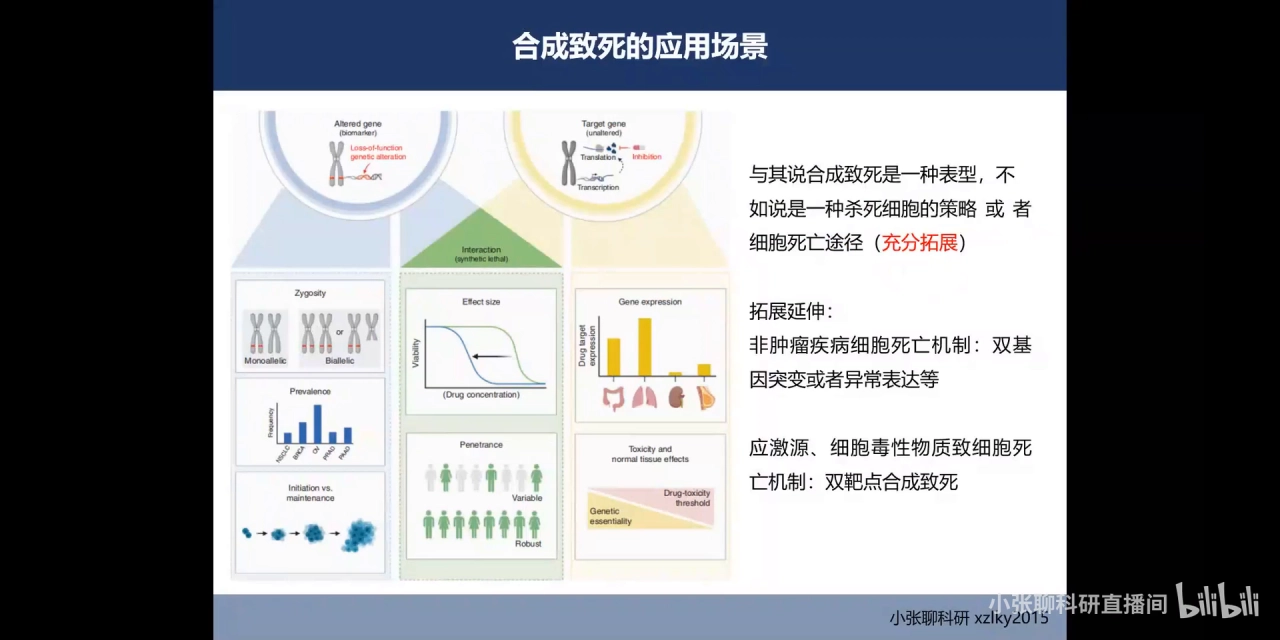 合成致死的应用场景
Altered gene
(biomarker)
Loss-of-function
genetic alteration
Target gene
(unaltered)
Translation
Inhibition
Transcription
Interaction
(synthetic lethal)
Zygosity
or
Monoallelic
Biallelic
Prevalence
Frequency
NSCLC
BRCA
OV
PRAD
PAAD
Initiation vs.
maintenance
Effect size
Viability
(Drug concentration)
Penetrance
Variable
Robust
Gene expression
Drug target
expression
Toxicity and
normal tissue effects
Drug-toxicity
threshold
Genetic
essentiality
与其说合成致死是一种表型，不
如说是一种杀死细胞的策略 或 者
细胞死亡途径（充分拓展）
拓展延伸：
非肿瘤疾病细胞死亡机制：双基
因突变或者异常表达等
应激源、细胞毒性物质致细胞死
亡机制：双靶点合成致死
小张聊科研直播间 bilibili
小张聊科研 xzlky2015